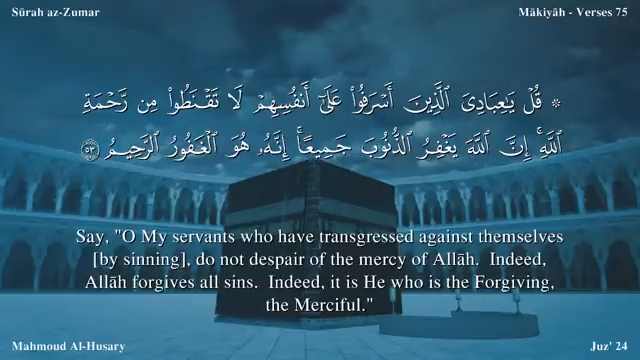 Sūrah az-Zumar
Mākiyāh - Verses 75
۞ قُلْ يَٰعِبَادِىَ ٱلَّذِينَ أَسْرَفُوا۟ عَلَىٰٓ أَنفُسِهِمْ لَا تَقْنَطُوا۟ مِن رَّحْمَةِ
ٱللَّهِ ۚ إِنَّ ٱللَّهَ يَغْفِرُ ٱلذُّنُوبَ جَمِيعًا ۚ إِنَّهُۥ هُوَ ٱلْغَفُورُ ٱلرَّحِيمُ ٥٣
Say, "O My servants who have transgressed against themselves
[by sinning], do not despair of the mercy of Allāh.  Indeed,
Allāh forgives all sins.  Indeed, it is He who is the Forgiving,
the Merciful."
Mahmoud Al-Husary
Juz' 24